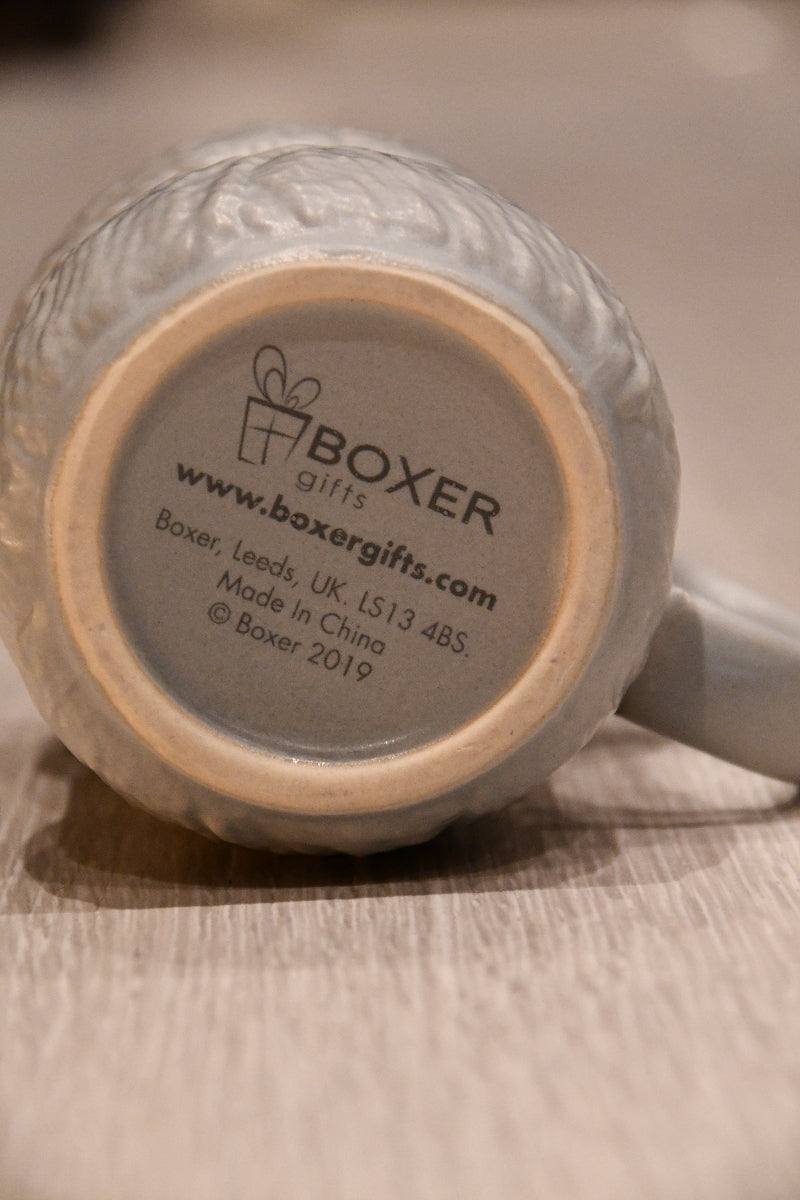 BOXER
gifts
www.boxergifts.com
Boxer, Leeds, UK. LS13 4BS.
Made In China
© Boxer 2019